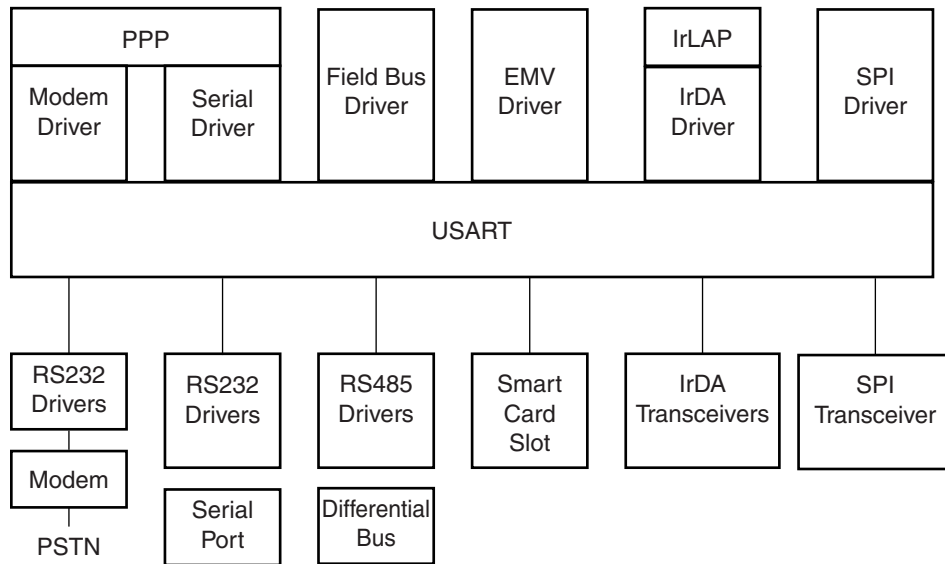 PPP
Modem
Driver
Serial
Driver
Field Bus
Driver
EMV
Driver
IrLAP
IrDA
Driver
SPI
Driver
USART
RS232
Drivers
Modem
PSTN
RS232
Drivers
Serial
Port
RS485
Drivers
Differential
Bus
Smart
Card
Slot
IrDA
Transceivers
SPI
Transceiver